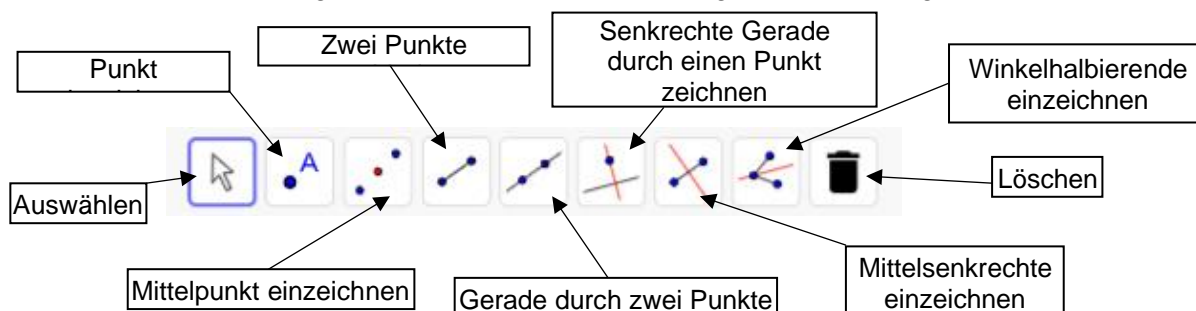 Zwei Punkte
Senkrechte Gerade
durch einen Punkt
zeichnen
Punkt
Winkelhalbierende
einzeichnen
A
Auswählen
Löschen
Mittelpunkt einzeichnen
Gerade durch zwei Punkte
Mittelsenkrechte
einzeichnen